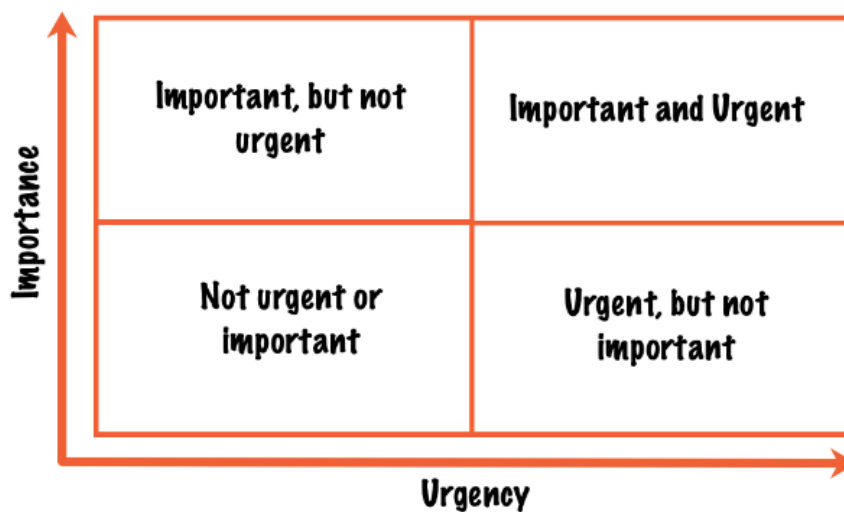 Important, but not
urgent
Important and Urgent
Importance
Not urgent or
important
Urgent, but not
important
Urgency